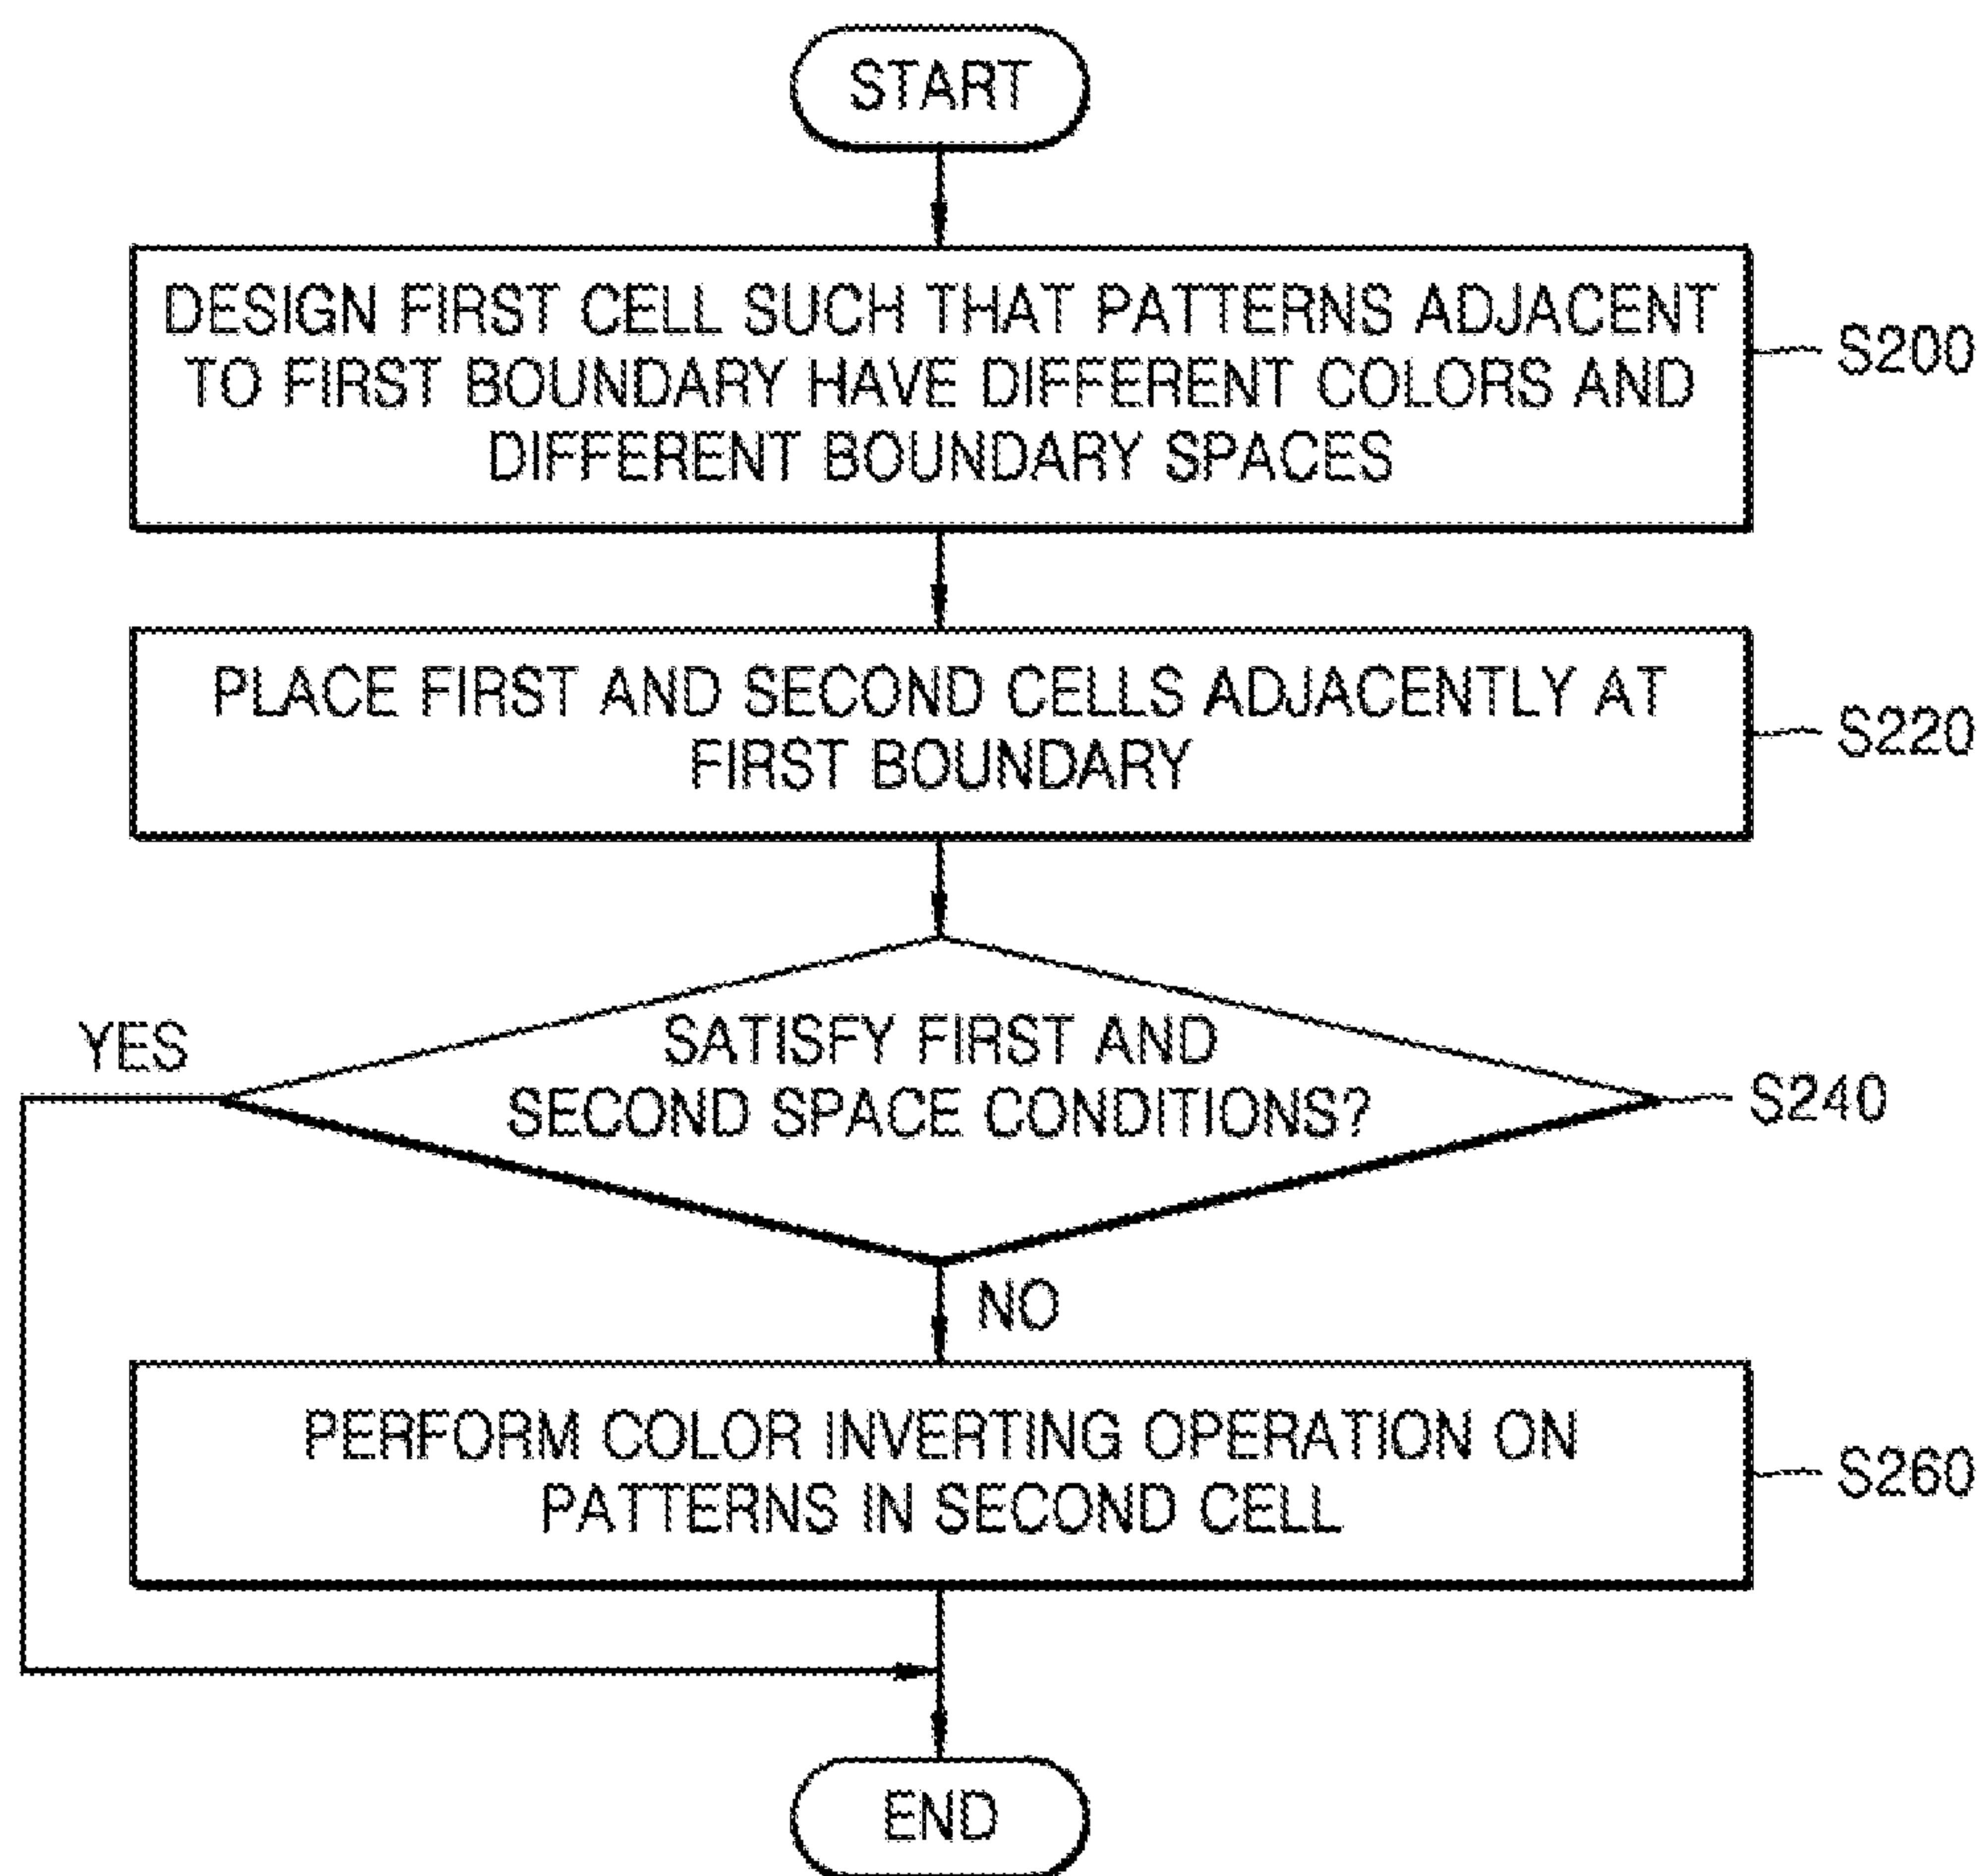 START
DESIGN FIRST CELL SUCH THAT PATTERNS ADJACENT
TO FIRST BOUNDARY HAVE DIFFERENT COLORS AND
DIFFERENT BOUNDARY SPACES
S200
PLACE FIRST AND SECOND CELLS ADJACENTLY AT
FIRST BOUNDARY
S220
YES
SATISFY FIRST AND
SECOND SPACE CONDITIONS?
S240
NO
PERFORM COLOR INVERTING OPERATION ON
PATTERNS IN SECOND CELL
S260
END